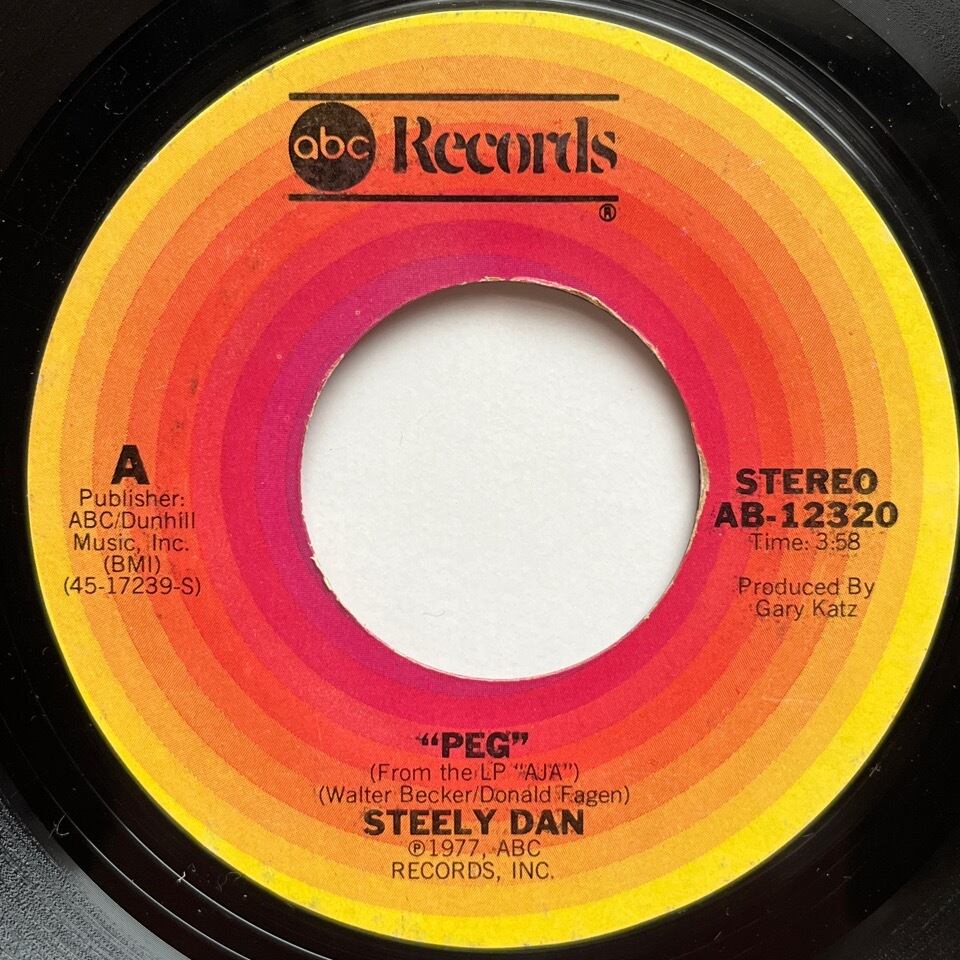 abc Records
®
A
Publisher:
ABC/Dunhill
Music, Inc.
(BMI)
(45-17239-S)
STEREO
AB-12320
Time: 3:58
Produced By
Gary Katz
"PEG"
(From the LP "AJA")
(Walter Becker/Donald Fagen)
STEELY DAN
℗1977, ABC
RECORDS, INC.